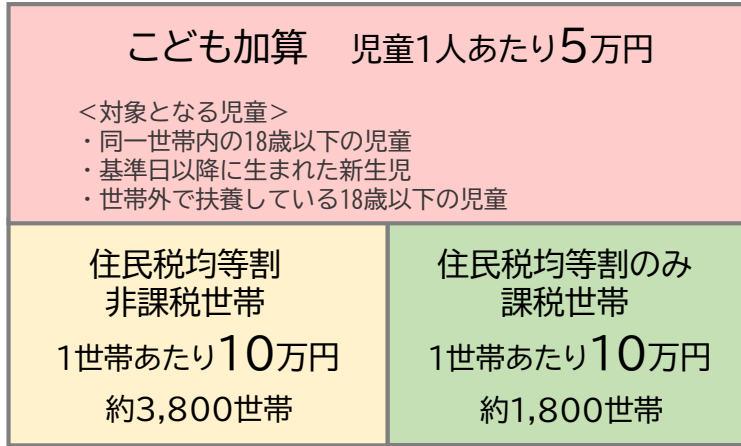 こども加算　児童1人あたり5万円
＜対象となる児童＞
・同一世帯内の18歳以下の児童
・基準日以降に生まれた新生児
・世帯外で扶養している18歳以下の児童
住民税均等割
非課税世帯
1世帯あたり10万円
約3,800世帯
住民税均等割のみ
課税世帯
1世帯あたり10万円
約1,800世帯